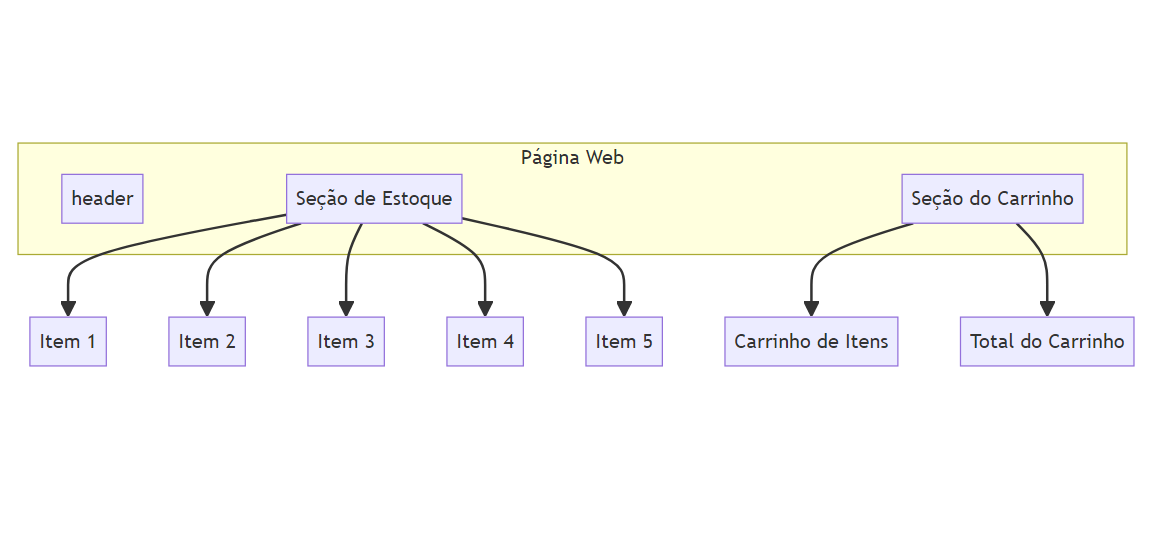 Página Web
header
Seção de Estoque
Seção do Carrinho
Item 1
Item 2
Item 3
Item 4
Item 5
Carrinho de Itens
Total do Carrinho